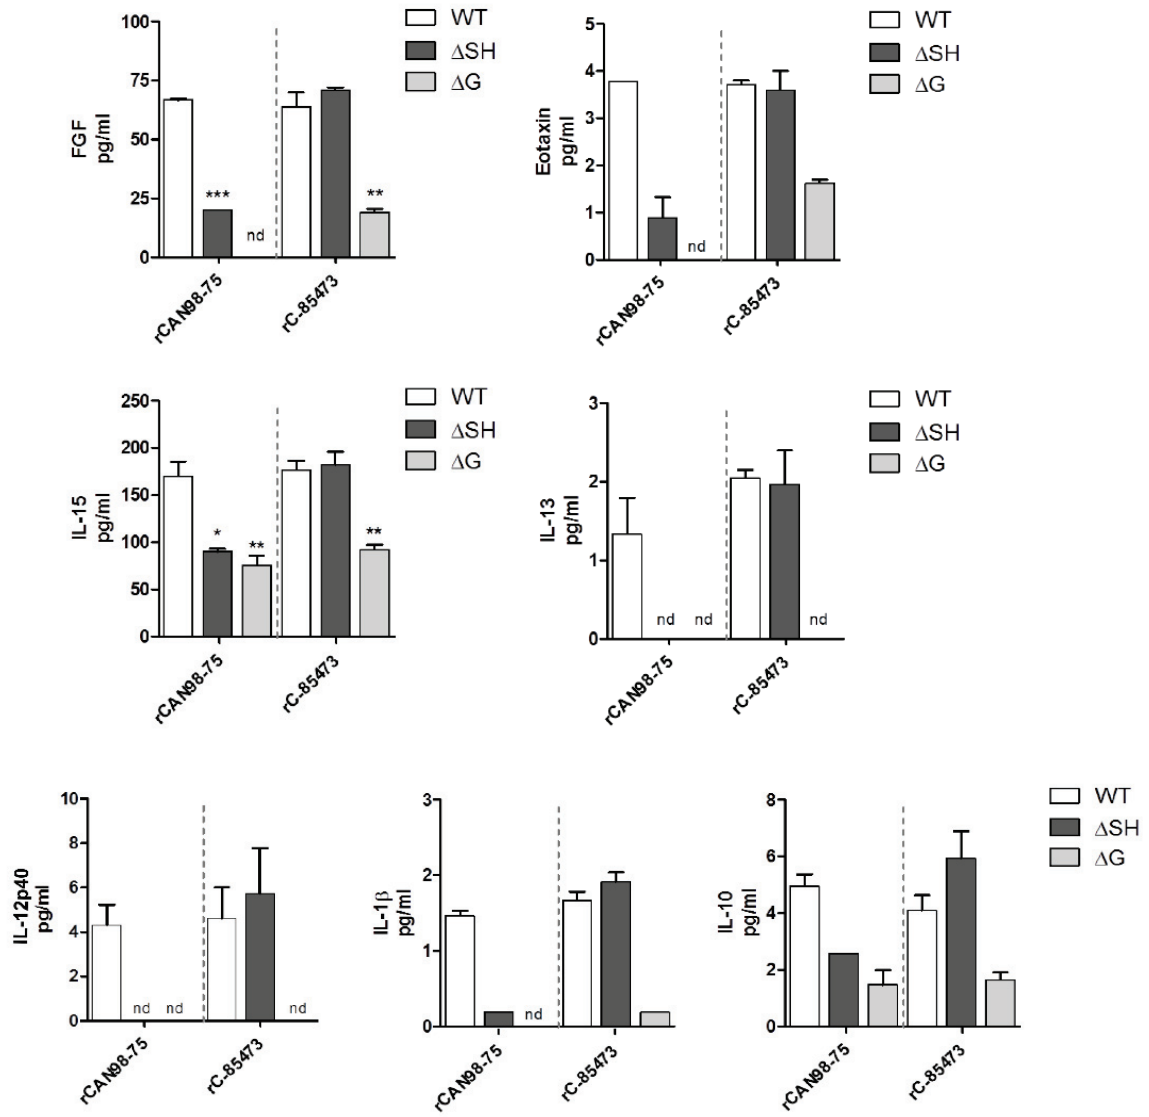 FGF
pg/ml
100
75
50
25
0
***
nd
**
rCAN98-75
rC-85473
WT
ΔSH
ΔG
Eotaxin
pg/ml
5
4
3
2
1
0
nd
rCAN98-75
rC-85473
WT
ΔSH
ΔG
IL-15
pg/ml
250
200
150
100
50
0
*
**
**
rCAN98-75
rC-85473
WT
ΔSH
ΔG
IL-13
pg/ml
3
2
1
0
nd
nd
nd
rCAN98-75
rC-85473
WT
ΔSH
ΔG
IL-12p40
pg/ml
10
8
6
4
2
0
nd
nd
nd
rCAN98-75
rC-85473
IL-1β
pg/ml
3
2
1
0
nd
rCAN98-75
rC-85473
IL-10
pg/ml
8
6
4
2
0
rCAN98-75
rC-85473
WT
ΔSH
ΔG